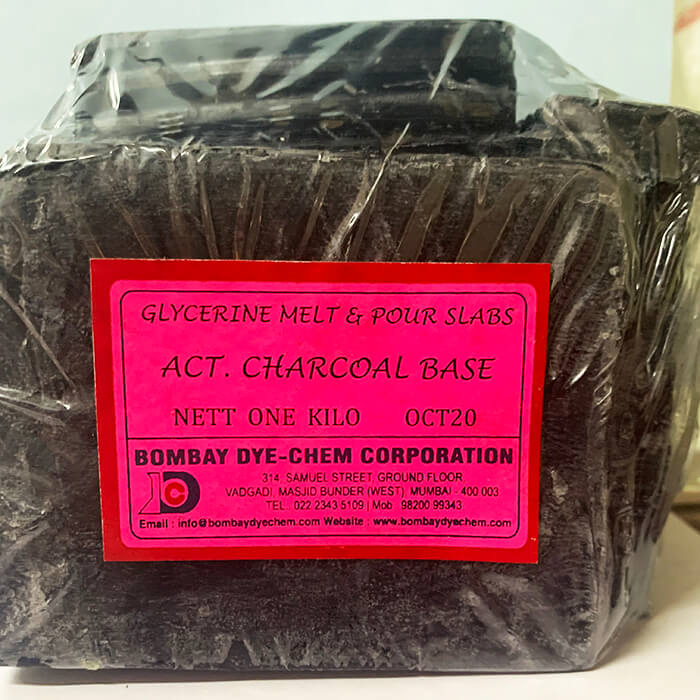 GLYCERINE MELT & POUR SLABS
ACT. CHARCOAL BASE
NETT ONE KILO OCT20
BOMBAY DYE-CHEM CORPORATION
314, SAMUEL STREET, GROUND FLOOR,
VADGADI, MASJID BUNDER (WEST), MUMBAI - 400 003
TEL.: 022 2343 5109 | Mob 98200 99343
Email : info@bombaydyechem.com Website : www.bombaydyechem.com